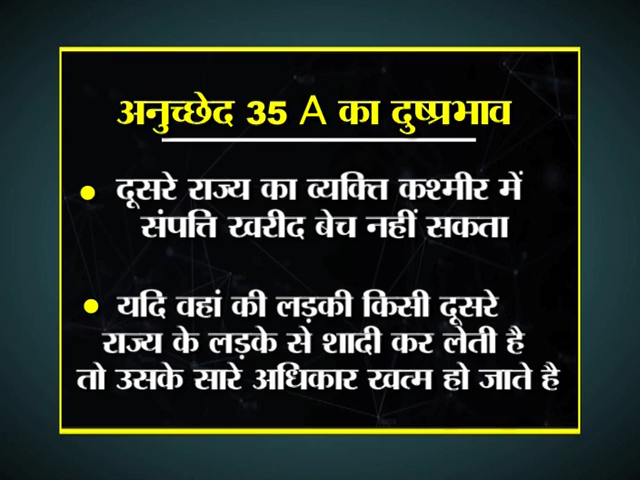 अनुच्छेद 35 A का दुष्प्रभाव
दूसरे राज्य का व्यक्ति कश्मीर में
संपत्ति खरीद बेच नहीं सकता
यदि वहां की लड़की किसी दूसरे
राज्य के लड़के से शादी कर लेती है
तो उसके सारे अधिकार खत्म हो जाते है